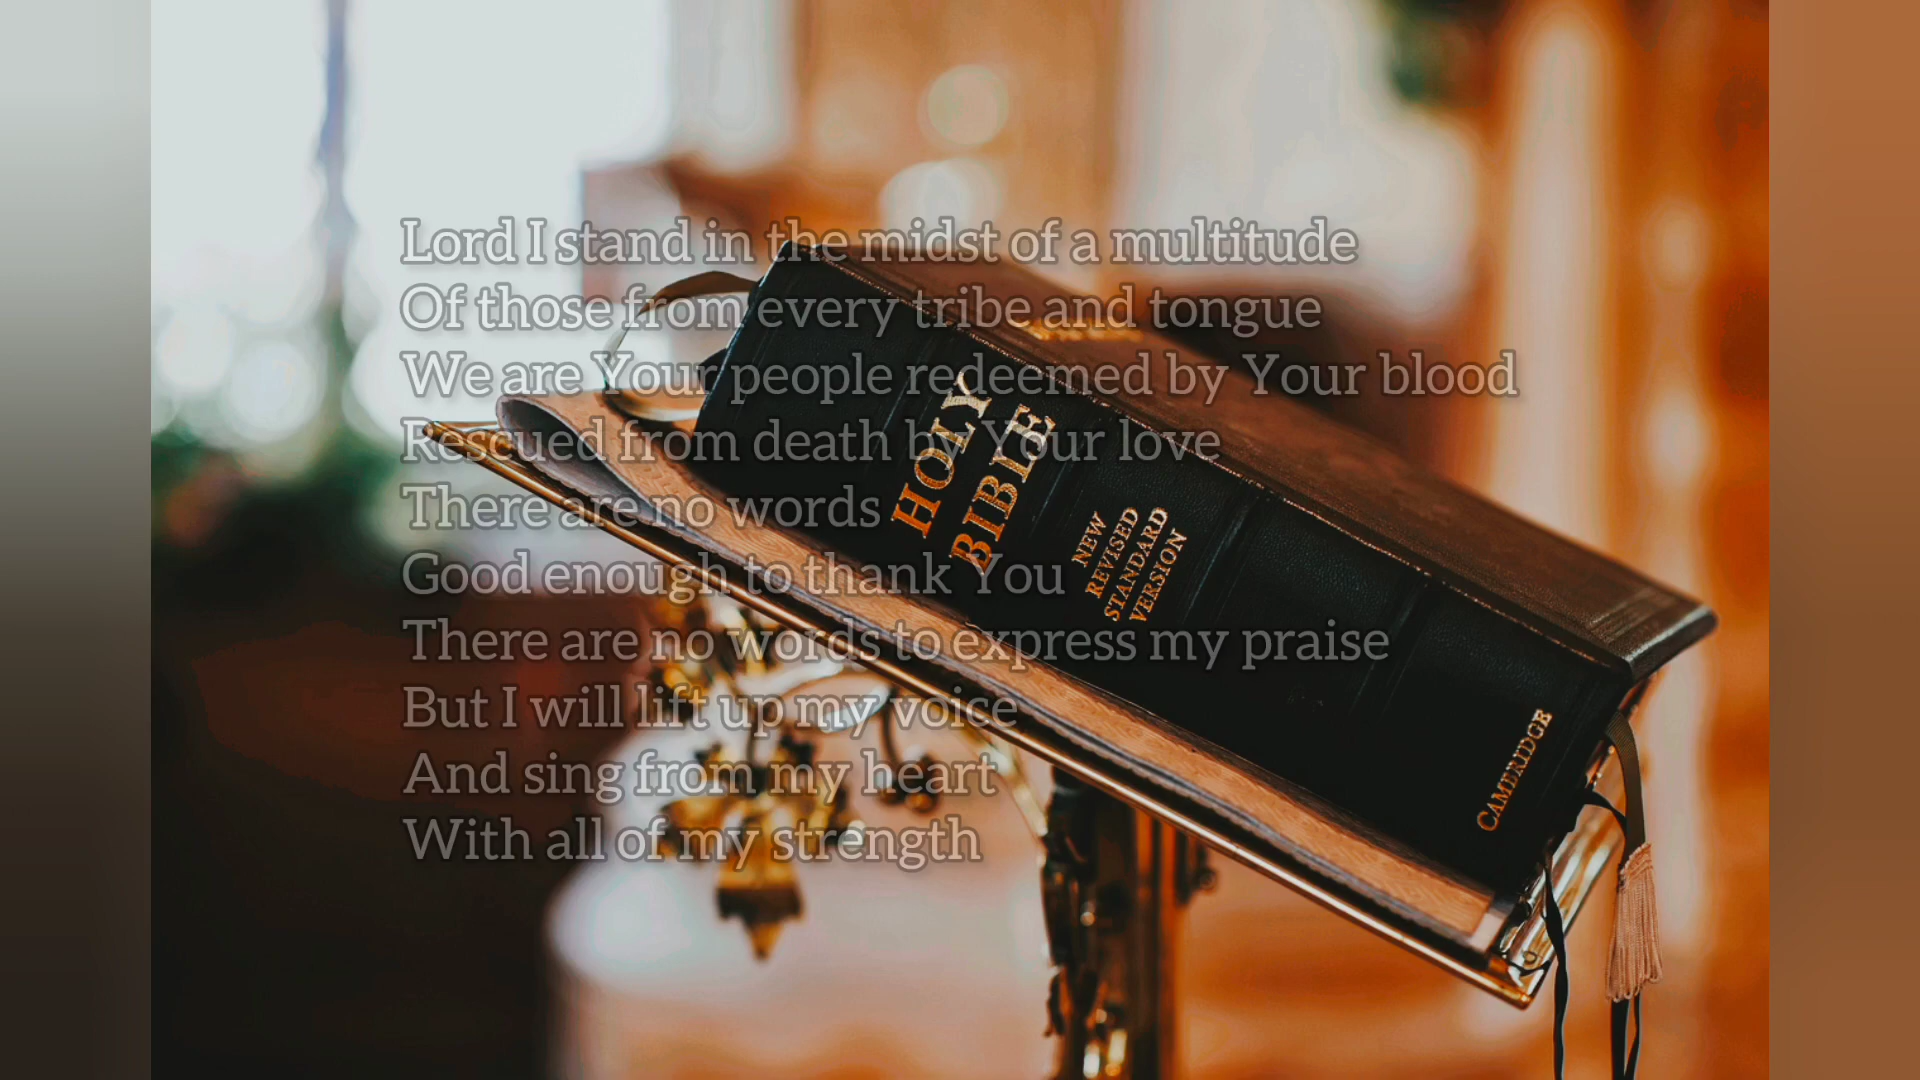 Lord I stand in the midst of a multitude
Of those from every tribe and tongue
We are Your people redeemed by Your blood
Rescued from death by Your love
There are no words
Good enough to thank You
There are no words to express my praise
But I will lift up my voice
And sing from my heart
With all of my strength
HOLY
BIBLE
NEW
REVISED
STANDARD
VERSION
CAMBRIDGE